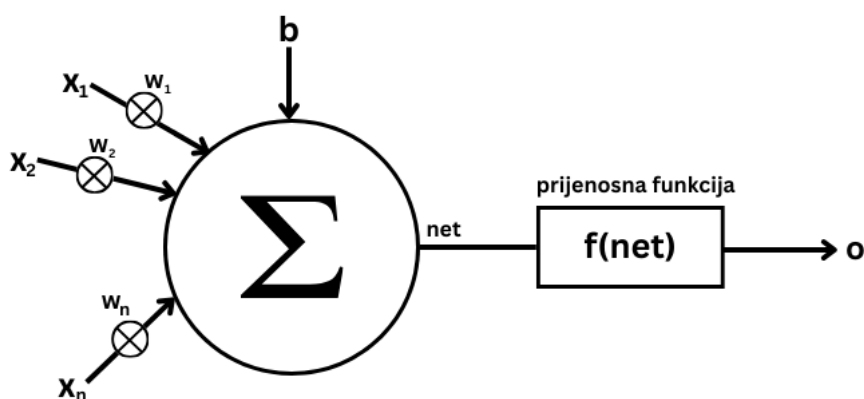 b
x₁
w₁
x₂
w₂
Σ
net
prijenosna funkcija
f(net)
o
wₙ
xₙ